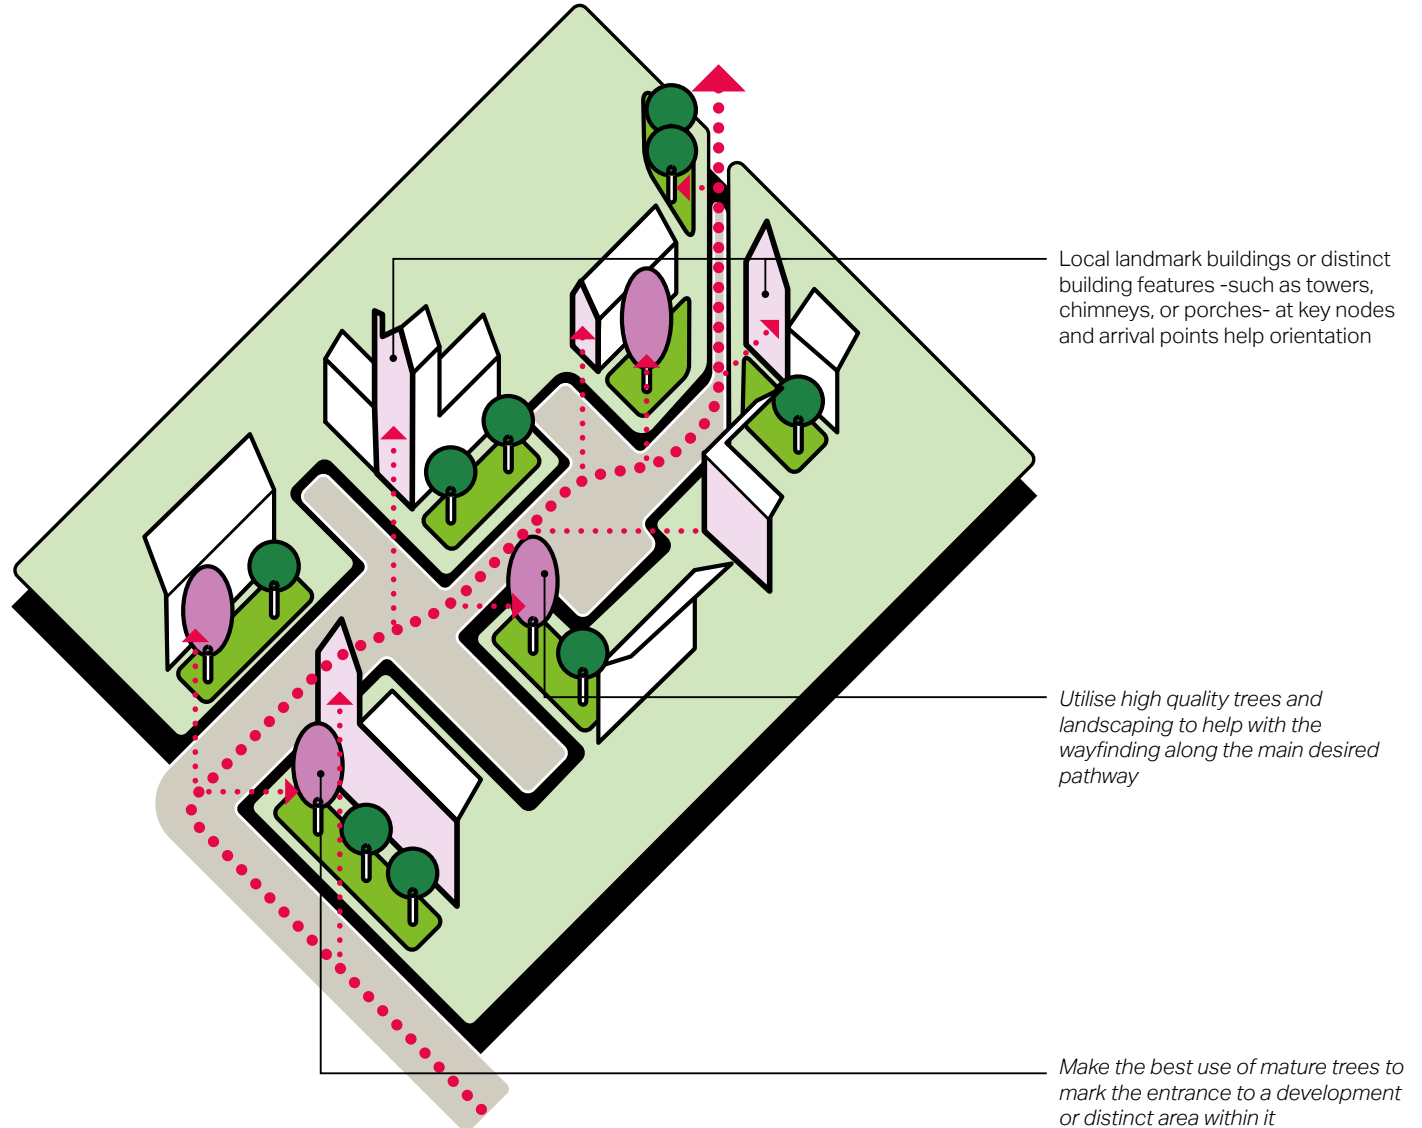 Local landmark buildings or distinct
building features -such as towers,
chimneys, or porches- at key nodes
and arrival points help orientation
Utilise high quality trees and
landscaping to help with the
wayfinding along the main desired
pathway
Make the best use of mature trees to
mark the entrance to a development
or distinct area within it